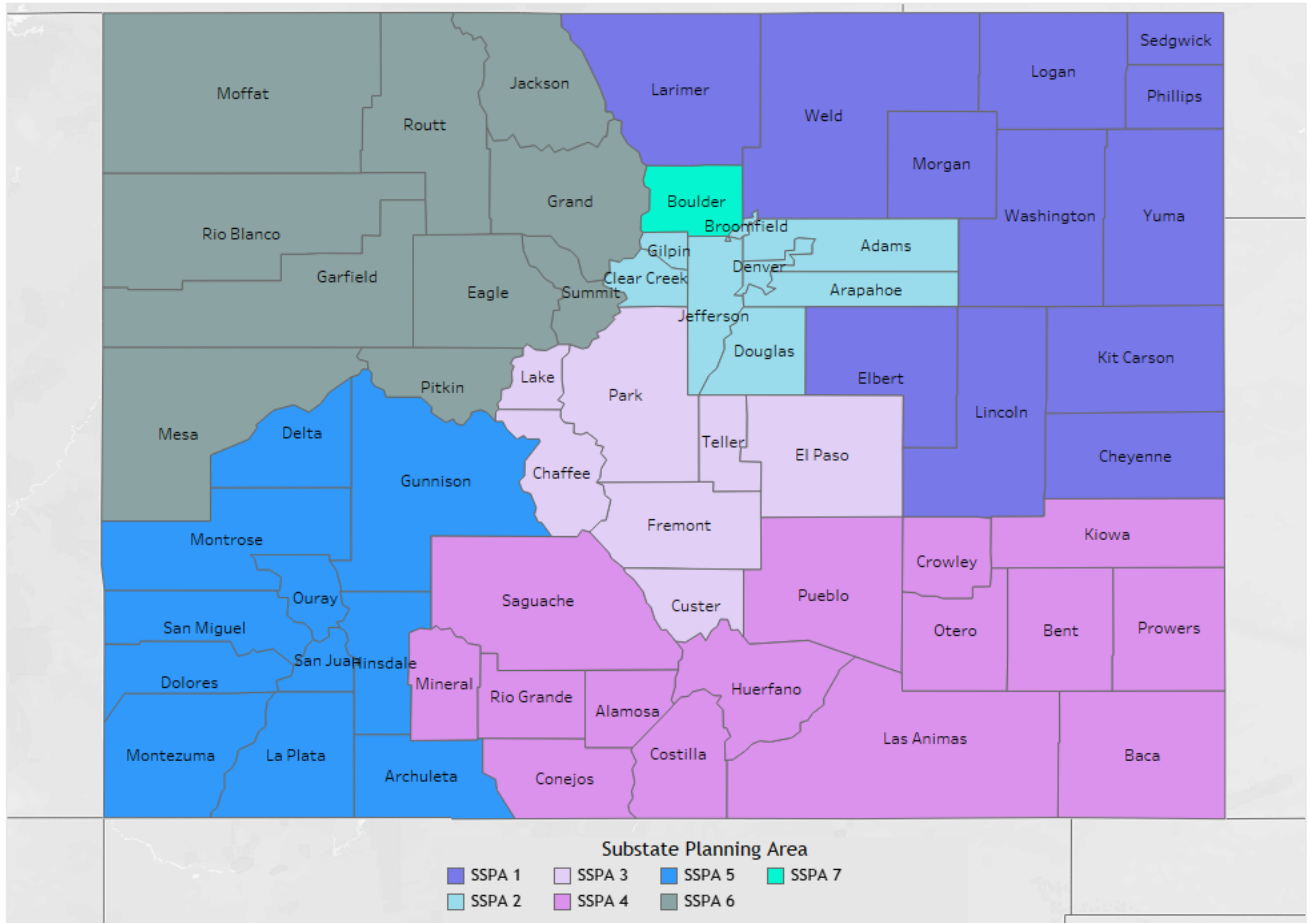 Sedgwick
Moffat
Jackson
Larimer
Logan
Phillips
Routt
Weld
Morgan
Grand
Boulder
Washington
Yuma
Rio Blanco
Broomfield
Adams
Gilpin
Denver
Garfield
Clear Creek
Eagle
Summit
Arapahoe
Jefferson
Douglas
Kit Carson
Elbert
Lake
Pitkin
Park
Lincoln
Mesa
Delta
Teller
El Paso
Cheyenne
Gunnison
Chaffee
Fremont
Kiowa
Montrose
Crowley
Ouray
Saguache
Custer
Pueblo
San Miguel
Otero
Bent
Prowers
San Juan
Hinsdale
Dolores
Mineral
Rio Grande
Huerfano
Alamosa
Las Animas
Montezuma
La Plata
Costilla
Baca
Archuleta
Conejos
Substate Planning Area
SSPA 1 SSPA 3 SSPA 5 SSPA 7
SSPA 2 SSPA 4 SSPA 6